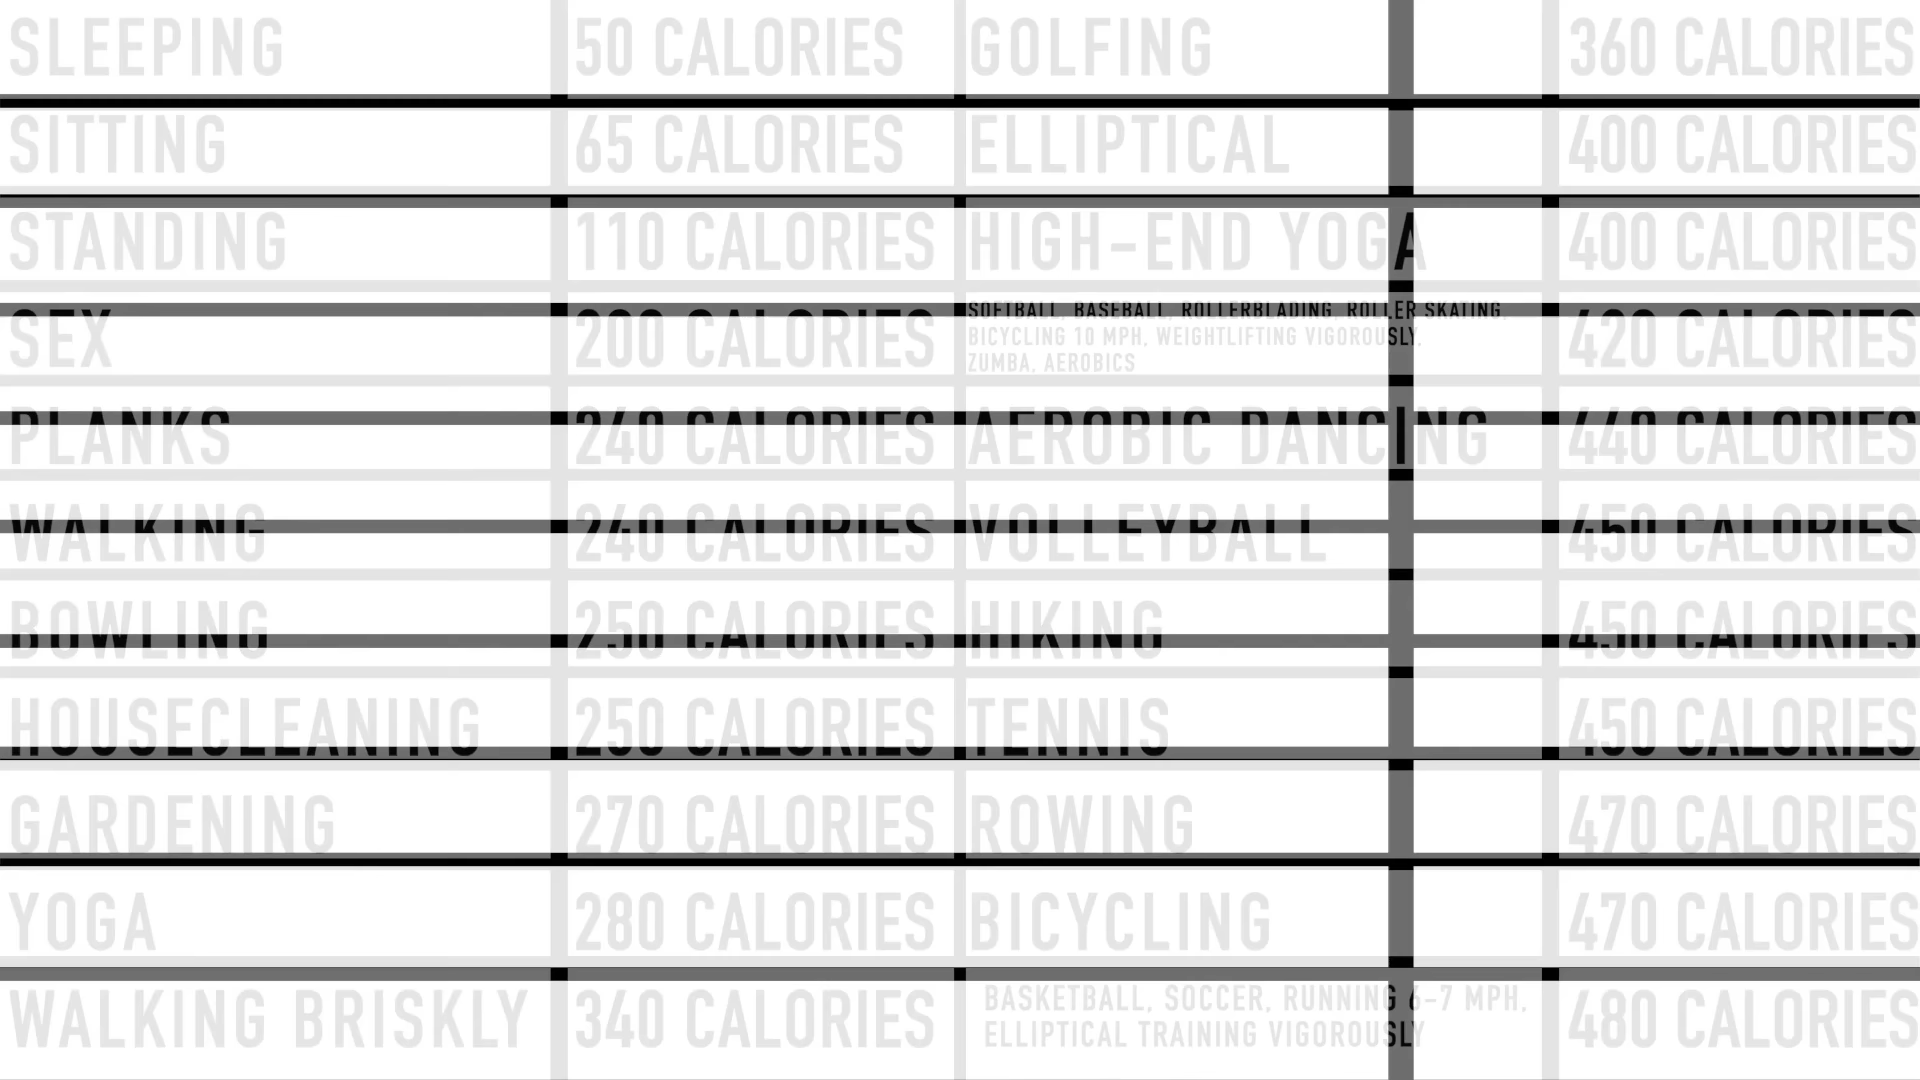 SLEEPING 50 CALORIES GOLFING 360 CALORIES
SITTING 65 CALORIES ELLIPTICAL 400 CALORIES
STANDING 110 CALORIES HIGH-END YOGA 400 CALORIES
SEX 200 CALORIES SOFTBALL, BASEBALL, ROLLERBLADING, ROLLER SKATING,
BICYCLING 10 MPH, WEIGHTLIFTING VIGOROUSLY,
ZUMBA, AEROBICS 420 CALORIES
PLANKS 240 CALORIES AEROBIC DANCING 440 CALORIES
WALKING 240 CALORIES VOLLEYBALL 450 CALORIES
BOWLING 250 CALORIES HIKING 450 CALORIES
HOUSECLEANING 250 CALORIES TENNIS 450 CALORIES
GARDENING 270 CALORIES ROWING 470 CALORIES
YOGA 280 CALORIES BICYCLING 470 CALORIES
WALKING BRISKLY 340 CALORIES BASKETBALL, SOCCER, RUNNING 6-7 MPH,
ELLIPTICAL TRAINING VIGOROUSLY 480 CALORIES